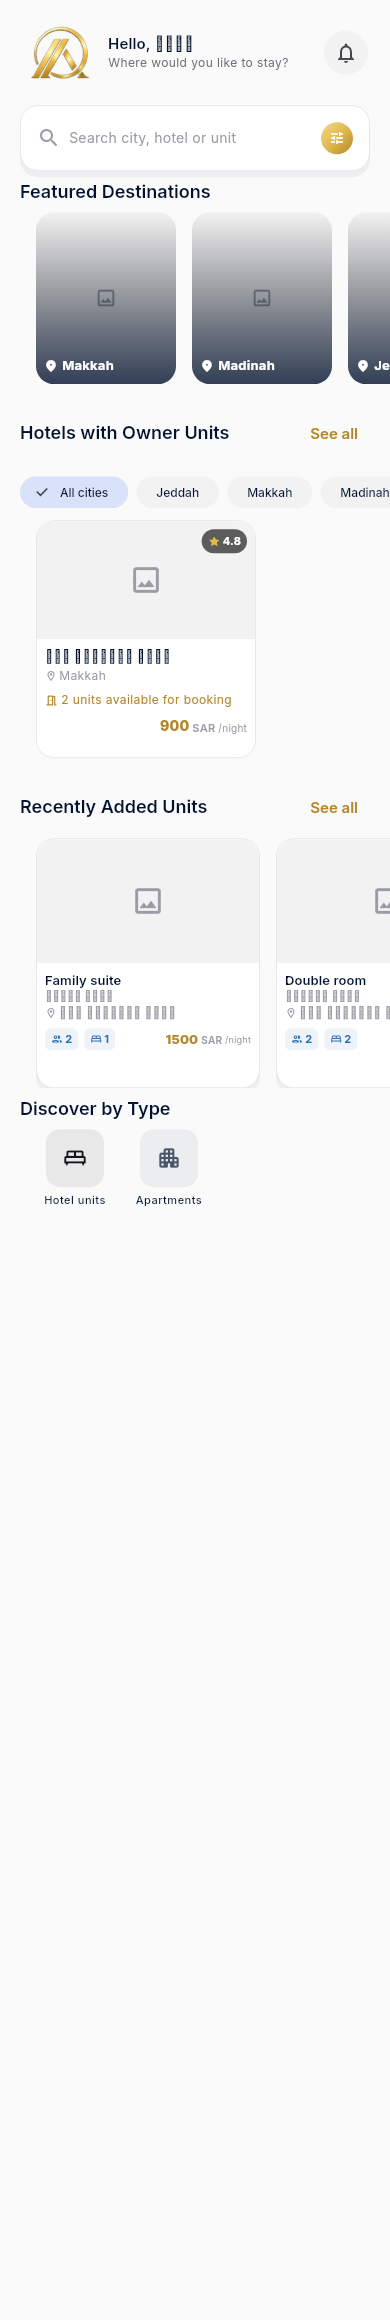 Hello,
Where would you like to stay?
Search city, hotel or unit
Featured Destinations
Makkah
Madinah
Je
Hotels with Owner Units
See all
All cities
Jeddah
Makkah
Madinah
4.8
Makkah
2 units available for booking
900 SAR /night
Recently Added Units
See all
Family suite
Double room
2 1 1500 SAR /night
2 2
Discover by Type
Hotel units
Apartments